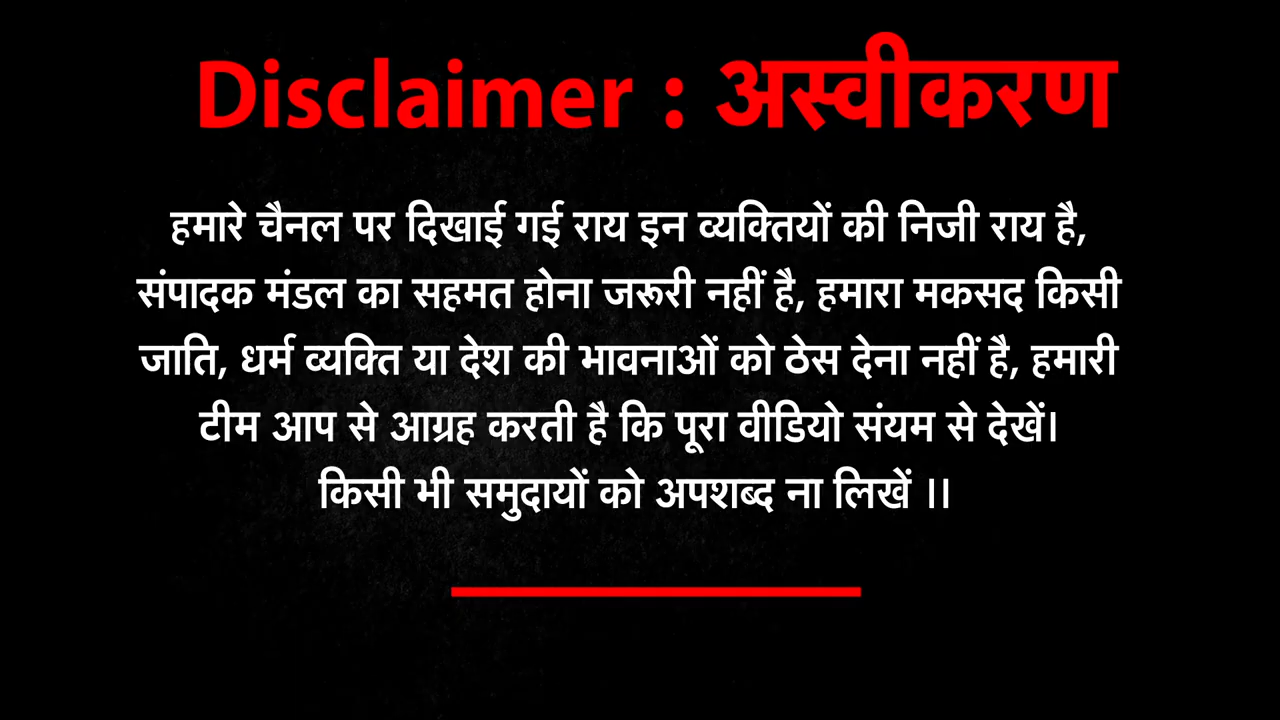 Disclaimer : अस्वीकरण
हमारे चैनल पर दिखाई गई राय इन व्यक्तियों की निजी राय है,
संपादक मंडल का सहमत होना जरूरी नहीं है, हमारा मकसद किसी
जाति, धर्म व्यक्ति या देश की भावनाओं को ठेस देना नहीं है, हमारी
टीम आप से आग्रह करती है कि पूरा वीडियो संयम से देखें।
किसी भी समुदायों को अपशब्द ना लिखें ।।